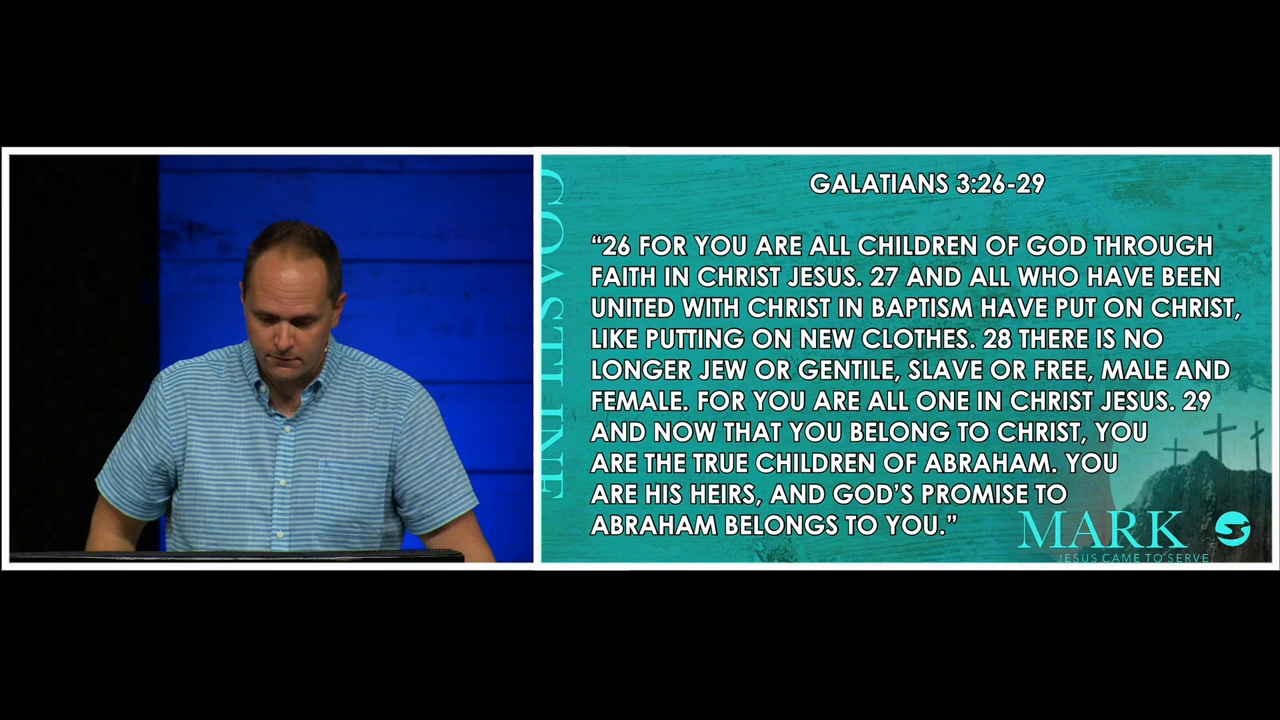 COASTLINE
GALATIANS 3:26-29
“26 FOR YOU ARE ALL CHILDREN OF GOD THROUGH
FAITH IN CHRIST JESUS. 27 AND ALL WHO HAVE BEEN
UNITED WITH CHRIST IN BAPTISM HAVE PUT ON CHRIST,
LIKE PUTTING ON NEW CLOTHES. 28 THERE IS NO
LONGER JEW OR GENTILE, SLAVE OR FREE, MALE AND
FEMALE. FOR YOU ARE ALL ONE IN CHRIST JESUS. 29
AND NOW THAT YOU BELONG TO CHRIST, YOU
ARE THE TRUE CHILDREN OF ABRAHAM. YOU
ARE HIS HEIRS, AND GOD'S PROMISE TO
ABRAHAM BELONGS TO YOU.”
MARK
JESUS CAME TO SERVE